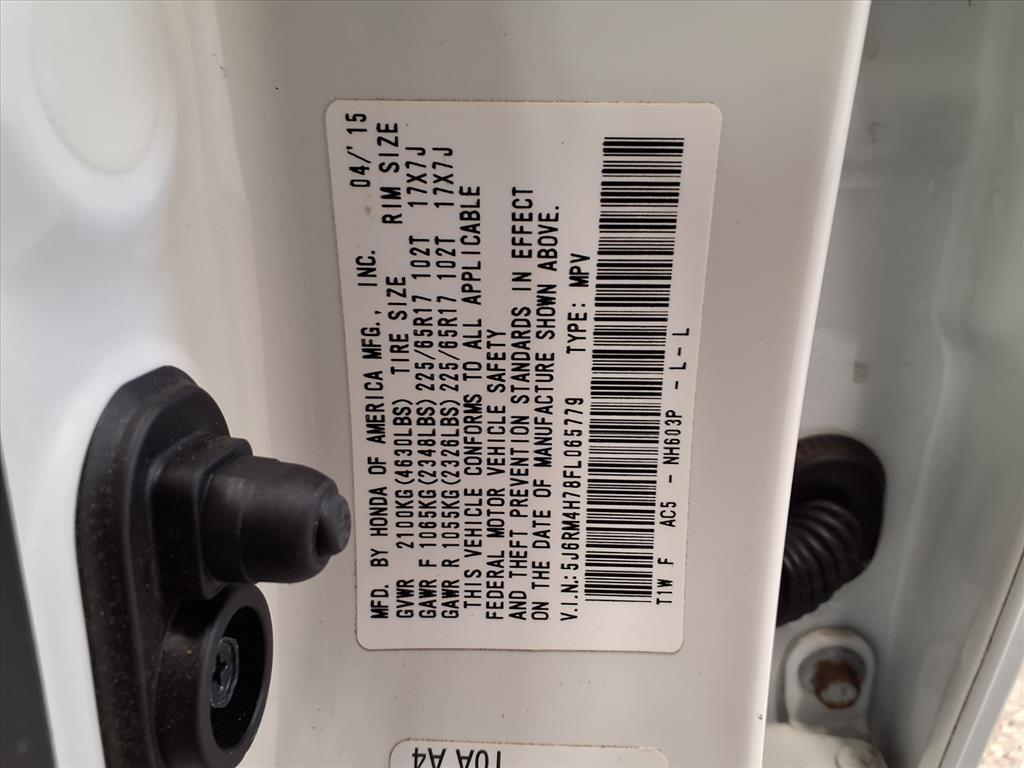 MFD. BY HONDA OF AMERICA MFG., INC. 04/'15
GVWR 2100KG(4630LBS) TIRE SIZE RIM SIZE
GAWR F 1065KG(2348LBS) 225/65R17 102T 17X7J
GAWR R 1055KG(2326LBS) 225/65R17 102T 17X7J
THIS VEHICLE CONFORMS TO ALL APPLICABLE
FEDERAL MOTOR VEHICLE SAFETY
AND THEFT PREVENTION STANDARDS IN EFFECT
ON THE DATE OF MANUFACTURE SHOWN ABOVE.
V.I.N.: 5J6RM4H78FL065779 TYPE: MPV
T1W F AC5 - NH603P - L- L
T0A A4